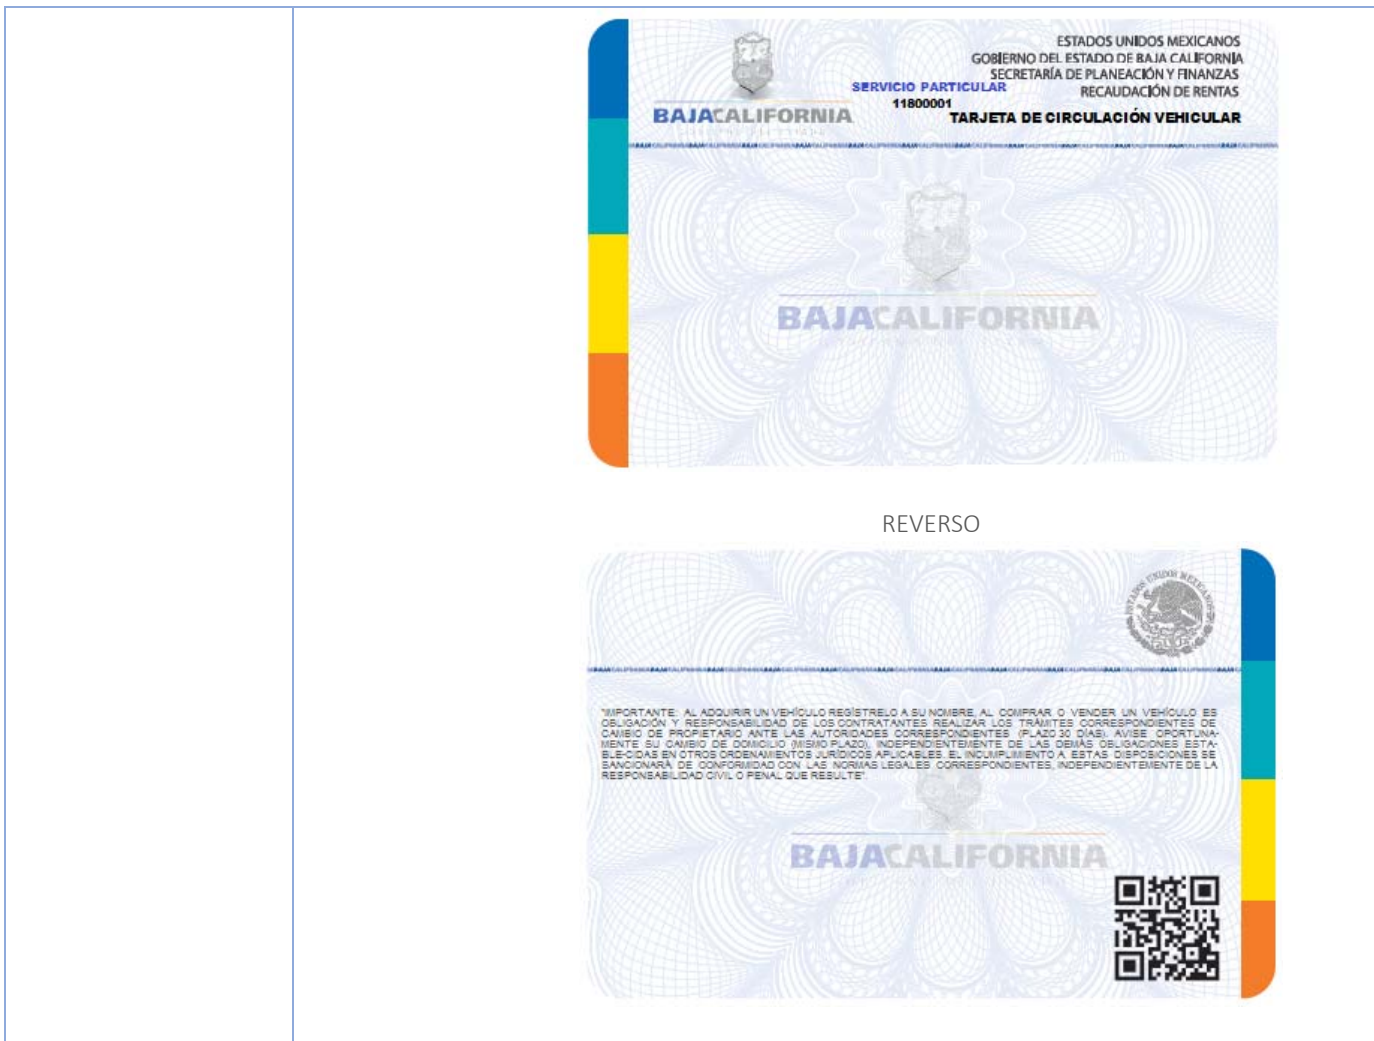 ESTADOS UNIDOS MEXICANOS
GOBIERNO DEL ESTADO DE BAJA CALIFORNIA
SECRETARÍA DE PLANEACIÓN Y FINANZAS
SERVICIO PARTICULAR
RECAUDACIÓN DE RENTAS
11800001
BAJACALIFORNIA
TARJETA DE CIRCULACIÓN VEHICULAR
BAJACALIFORNIA
REVERSO
ESTADOS UNIDOS MEXICANOS
"IMPORTANTE: AL ADQUIRIR UN VEHÍCULO REGÍSTRELO A SU NOMBRE, AL COMPRAR O VENDER UN VEHÍCULO ES
OBLIGACIÓN Y RESPONSABILIDAD DE LOS CONTRATANTES REALIZAR LOS TRÁMITES CORRESPONDIENTES DE
CAMBIO DE PROPIETARIO ANTE LAS AUTORIDADES CORRESPONDIENTES (PLAZO 30 DÍAS). AVISE OPORTUNA-
MENTE SU CAMBIO DE DOMICILIO (MISMO PLAZO), INDEPENDIENTEMENTE DE LAS DEMÁS OBLIGACIONES ESTA-
BLE-CIDAS EN OTROS ORDENAMIENTOS JURÍDICOS APLICABLES. EL INCUMPLIMIENTO A ESTAS DISPOSICIONES SE
SANCIONARÁ DE CONFORMIDAD CON LAS NORMAS LEGALES CORRESPONDIENTES, INDEPENDIENTEMENTE DE LA
RESPONSABILIDAD CIVIL O PENAL QUE RESULTE".
BAJACALIFORNIA